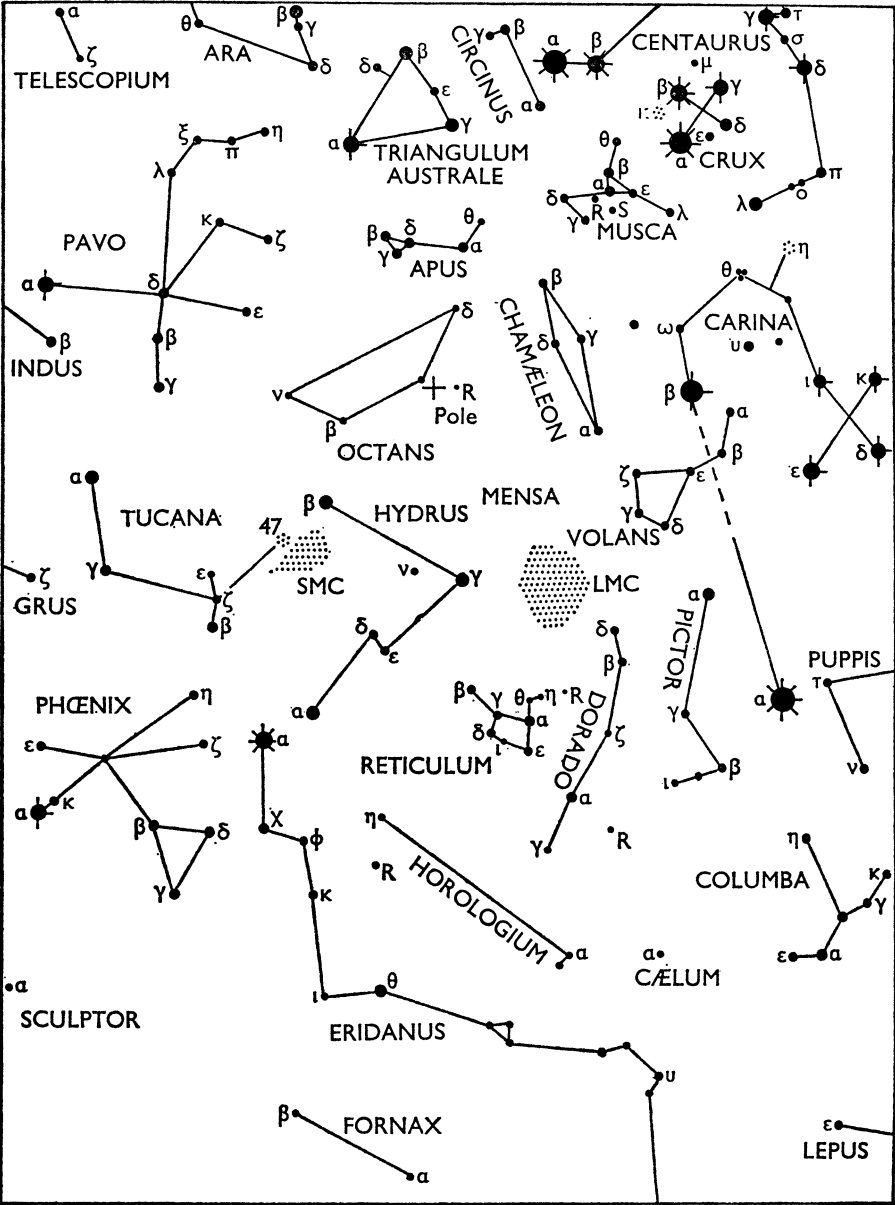 α
ζ
TELESCOPIUM
θ
ARA
β
γ
δ
δ
β
ε
α
γ
TRIANGULUM
AUSTRALE
γ
β
CIRCINUS
α
α
β
CENTAURUS
γ
τ
σ
μ
δ
β
γ
κ
δ
ε
α
CRUX
π
ο
λ
ξ
π
η
λ
κ
ζ
PAVO
α
δ
ε
β
γ
θ
β
α
ε
δ
R
S
γ
λ
MUSCA
β
δ
θ
γ
α
APUS
θ
η
ω
CARINA
υ
β
ι
κ
ε
δ
β
INDUS
δ
ν
R
Pole
β
OCTANS
CHAMÆLEON
β
δ
γ
α
α
β
ζ
ε
γ
δ
VOLANS
α
TUCANA
γ
47
ε
ζ
β
SMC
β
HYDRUS
ν
γ
δ
ε
α
MENSA
LMC
ζ
GRUS
δ
β
DORADO
ζ
α
γ
R
α
PICTOR
γ
β
ι
α
PUPPIS
τ
ν
PHŒNIX
η
ε
ζ
α
κ
β
δ
γ
β
γ
θ
η
R
α
δ
ι
ε
RETICULUM
α
χ
φ
κ
ι
θ
ERIDANUS
υ
η
R
HOROLOGIUM
α
α
CÆLUM
η
COLUMBA
κ
γ
ε
α
α
SCULPTOR
β
FORNAX
α
ε
LEPUS